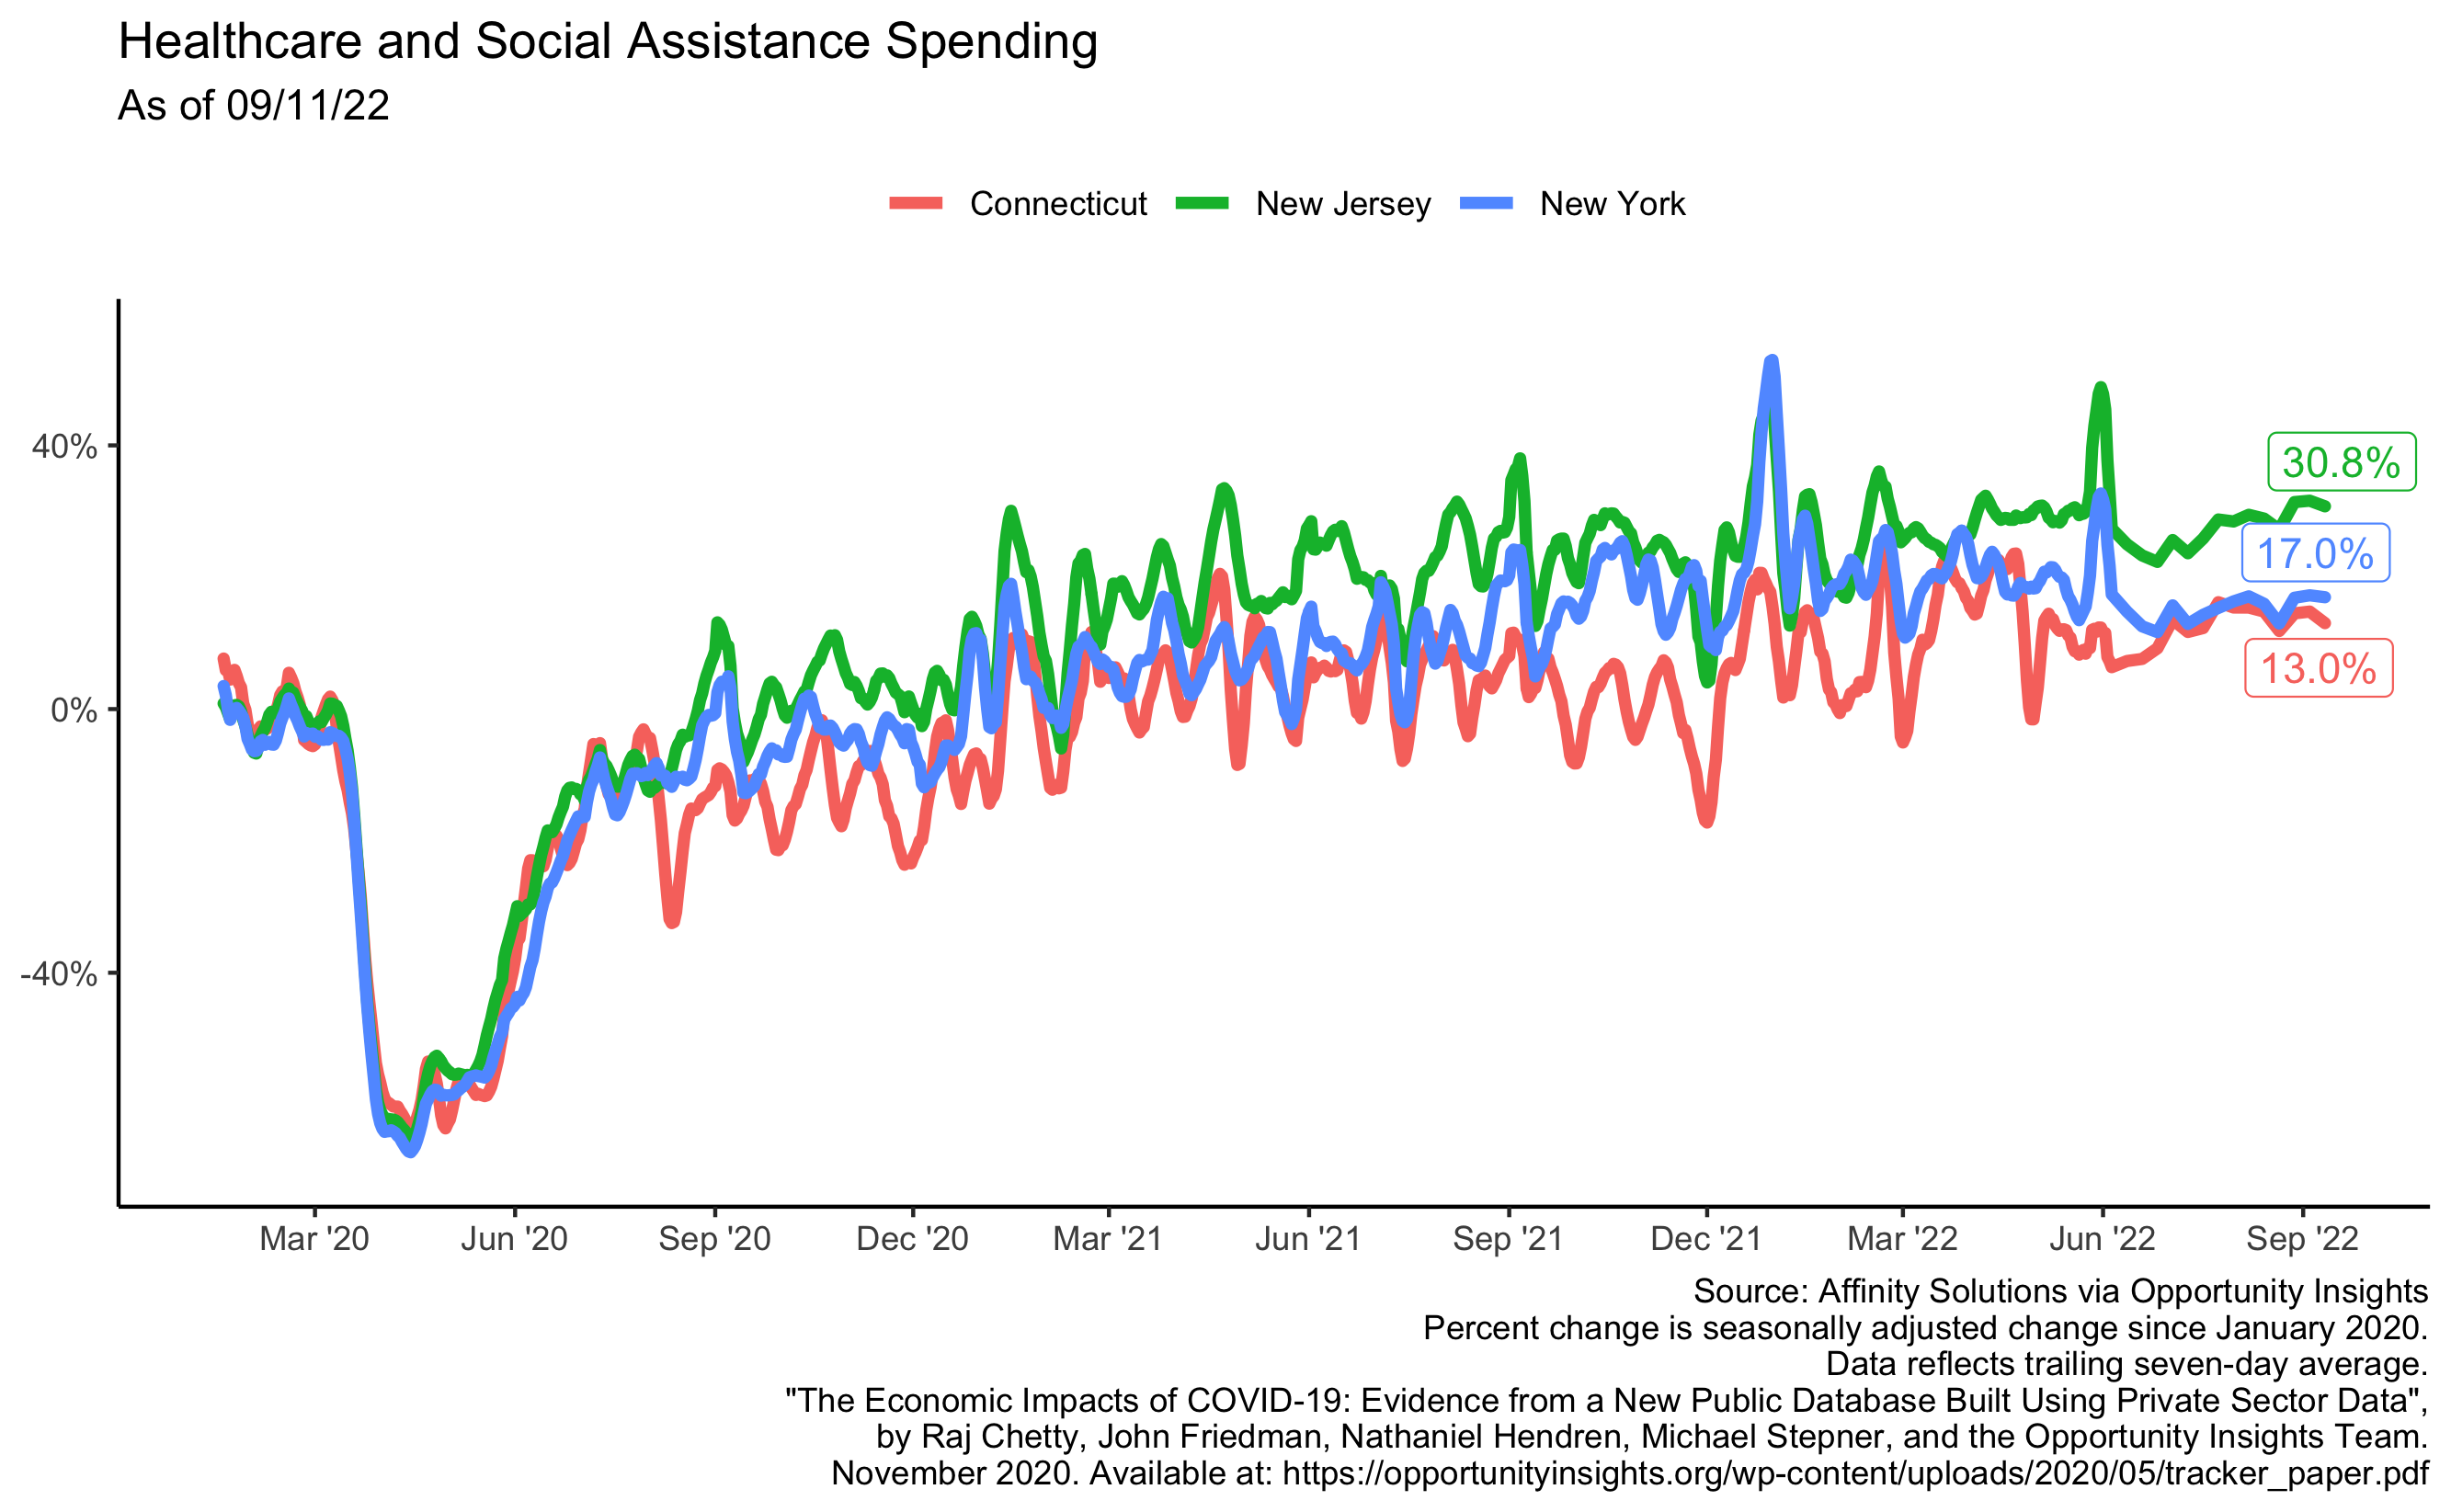 Healthcare and Social Assistance Spending
As of 09/11/22
Connecticut New Jersey New York
40%
0%
-40%
30.8%
17.0%
13.0%
Mar '20 Jun '20 Sep '20 Dec '20 Mar '21 Jun '21 Sep '21 Dec '21 Mar '22 Jun '22 Sep '22
Source: Affinity Solutions via Opportunity Insights
Percent change is seasonally adjusted change since January 2020.
Data reflects trailing seven-day average.
"The Economic Impacts of COVID-19: Evidence from a New Public Database Built Using Private Sector Data",
by Raj Chetty, John Friedman, Nathaniel Hendren, Michael Stepner, and the Opportunity Insights Team.
November 2020. Available at: https://opportunityinsights.org/wp-content/uploads/2020/05/tracker_paper.pdf